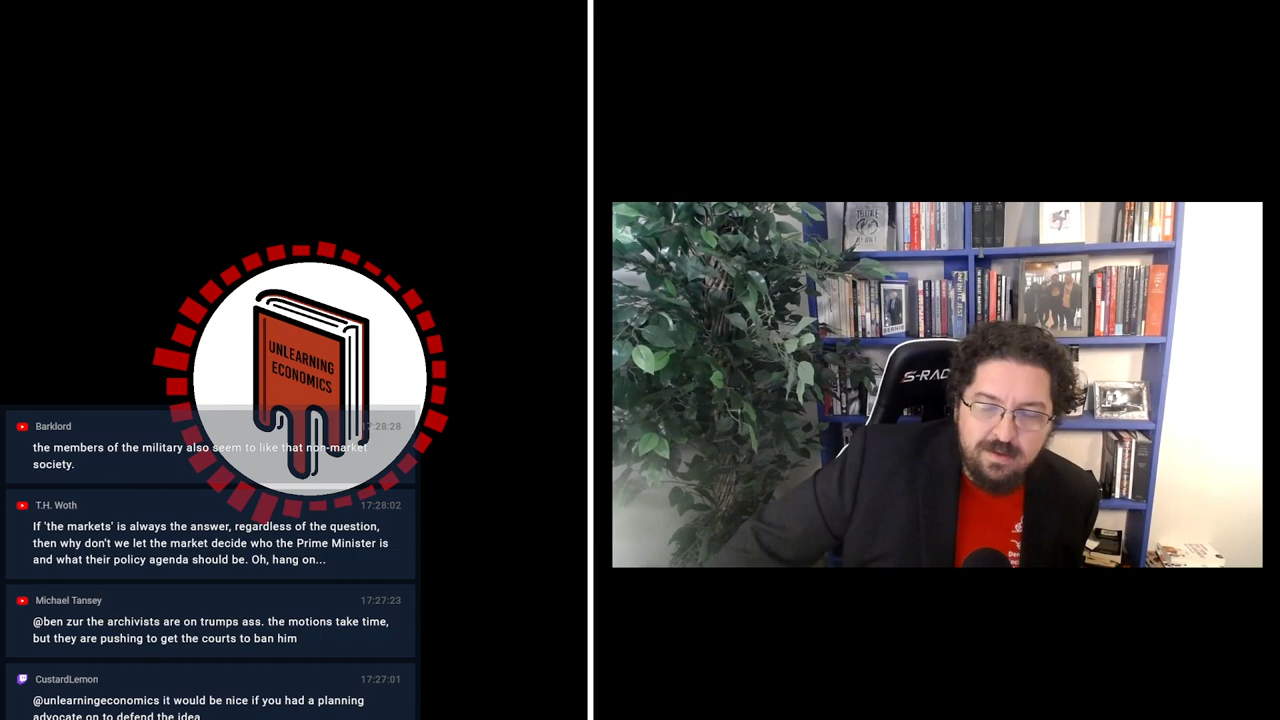 UNLEARNING
ECONOMICS
Barklord
17:28:28
the members of the military also seem to like that non-market
society.
T.H. Woth
17:28:02
If 'the markets' is always the answer, regardless of the question,
then why don't we let the market decide who the Prime Minister is
and what their policy agenda should be. Oh, hang on...
Michael Tansey
17:27:23
@ben zur the archivists are on trumps ass. the motions take time,
but they are pushing to get the courts to ban him
CustardLemon
17:27:01
@unlearningeconomics it would be nice if you had a planning
advocate on to defend the idea
BERNIE
INFINITE JEST
S-RAC